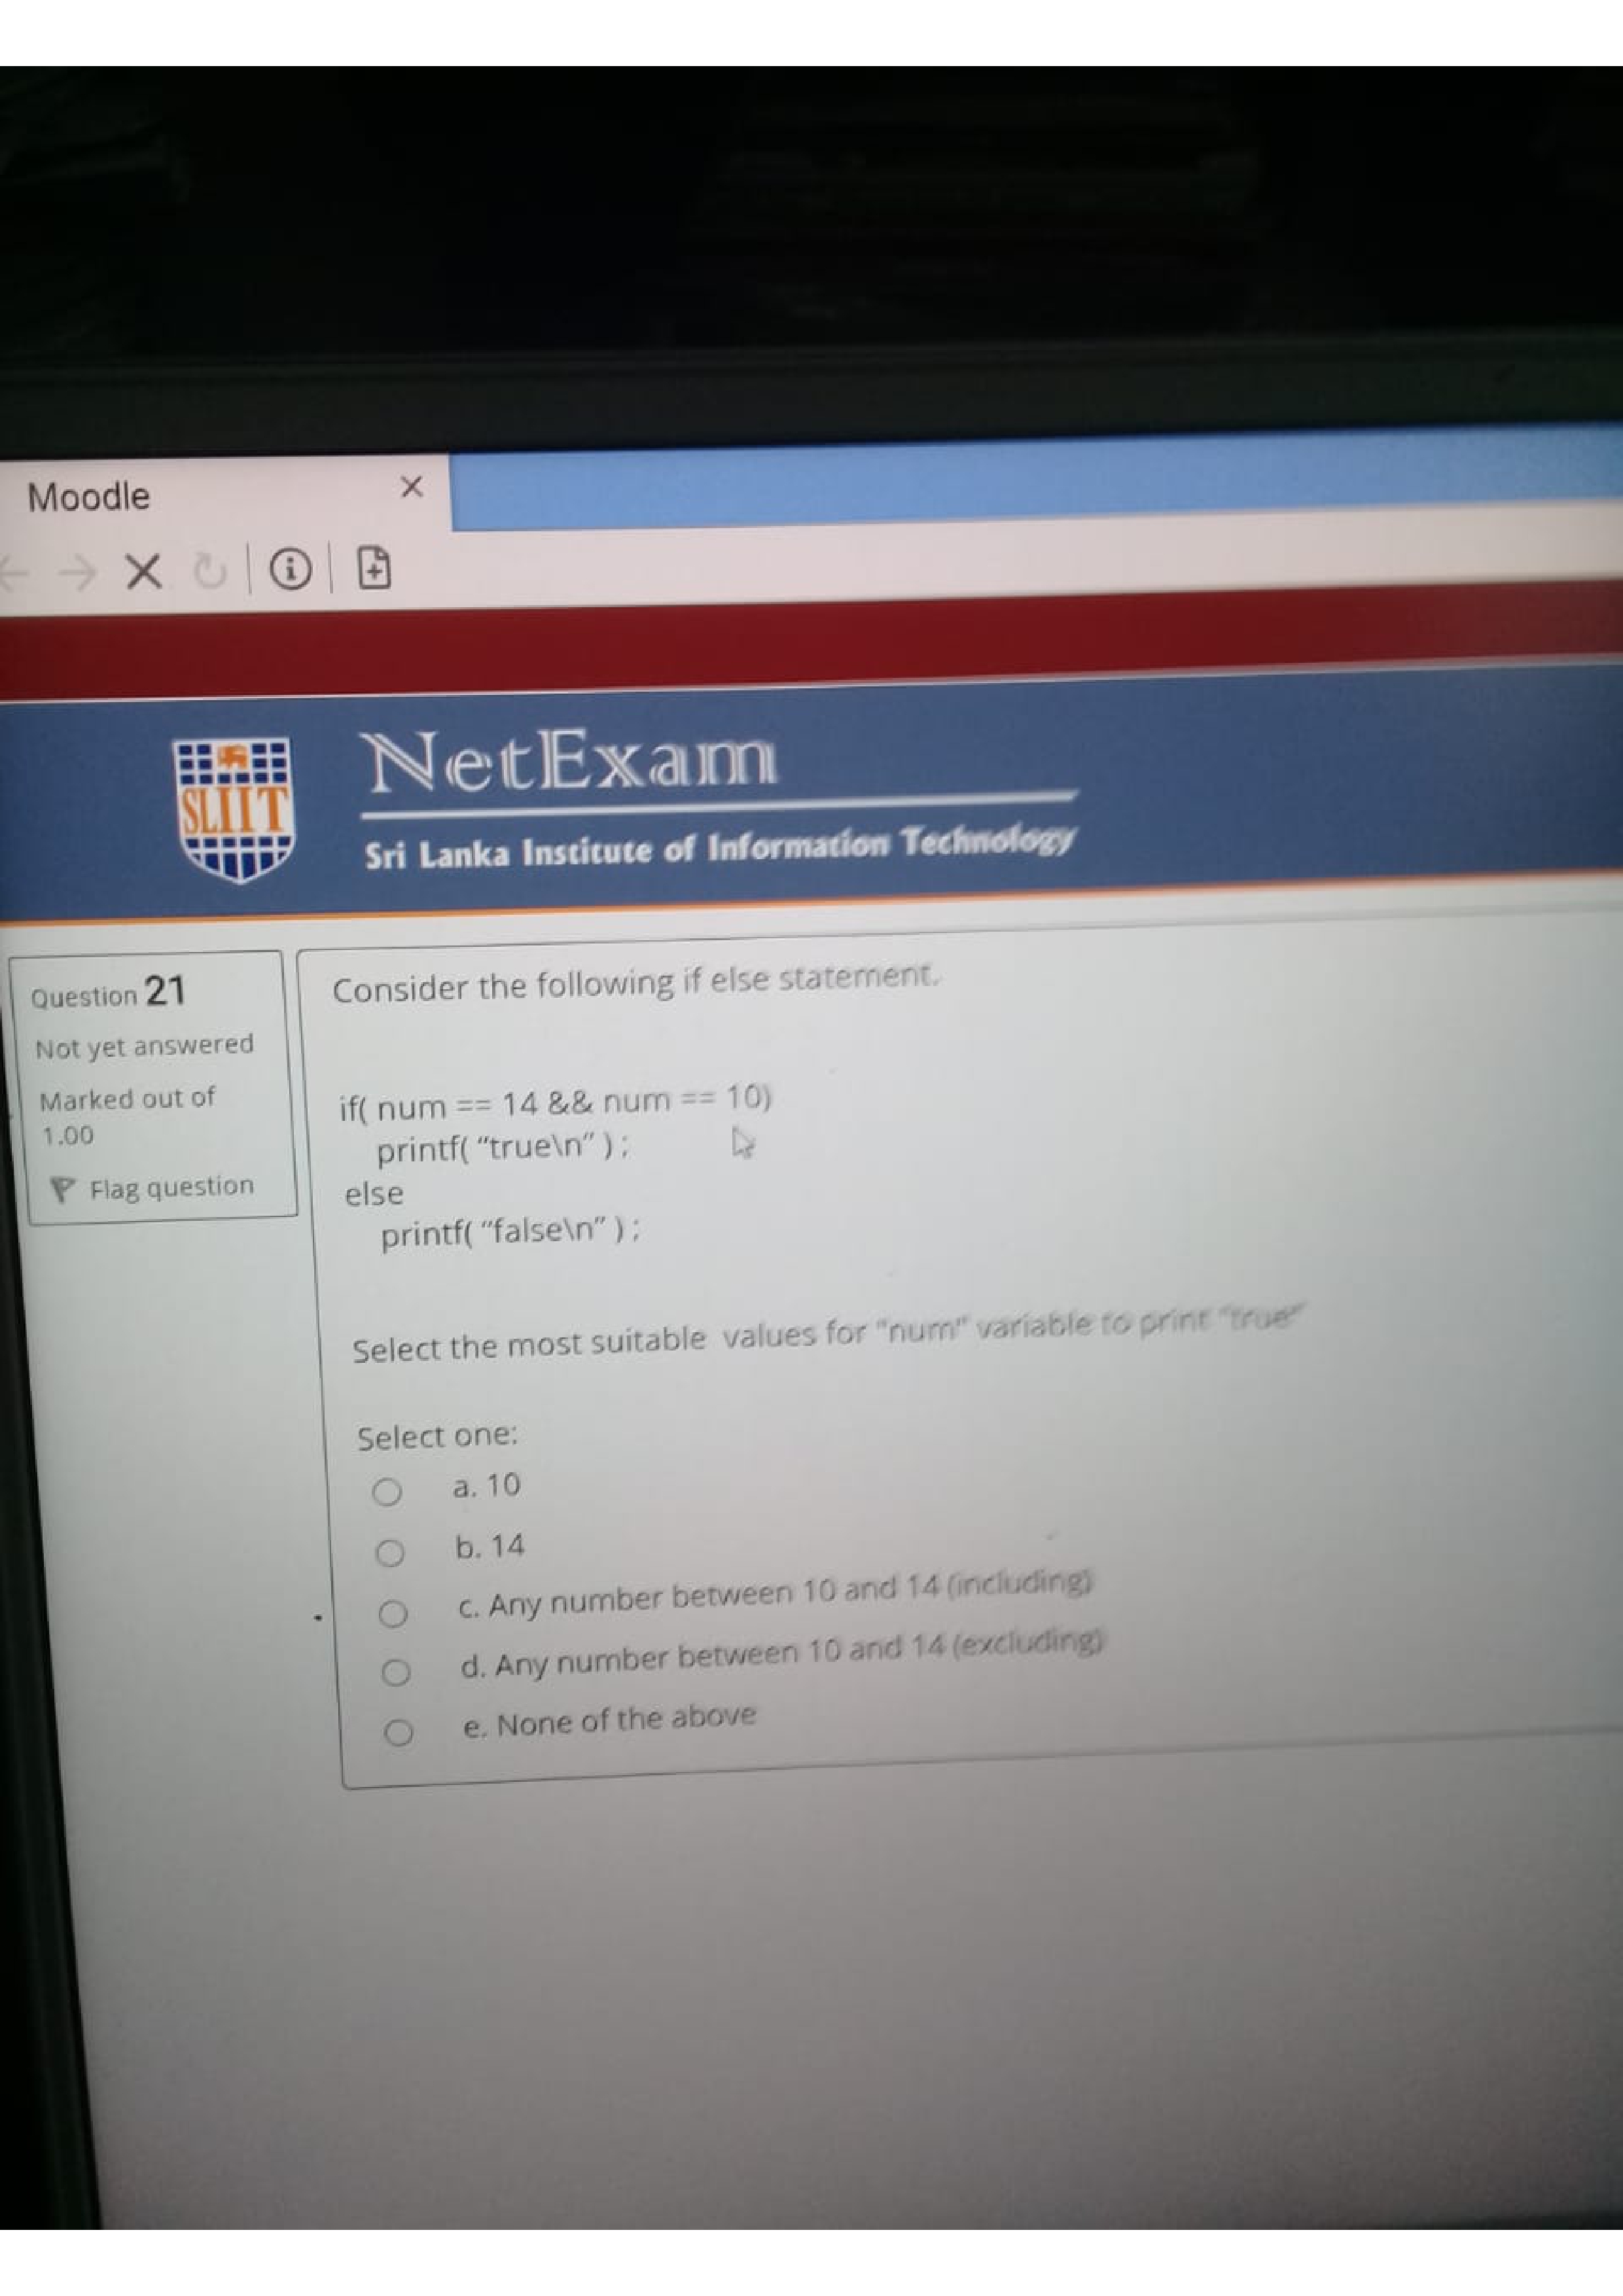 Moodle
NetExam
SLIIT
Sri Lanka Institute of Information Technology
Question 21
Not yet answered
Marked out of
1.00
Flag question
Consider the following if else statement.
if( num == 14 && num == 10)
printf( “true\n” ) ;
else
printf( “false\n” ) ;
Select the most suitable values for "num" variable to print "true"
Select one:
a. 10
b. 14
c. Any number between 10 and 14 (including)
d. Any number between 10 and 14 (excluding)
e. None of the above